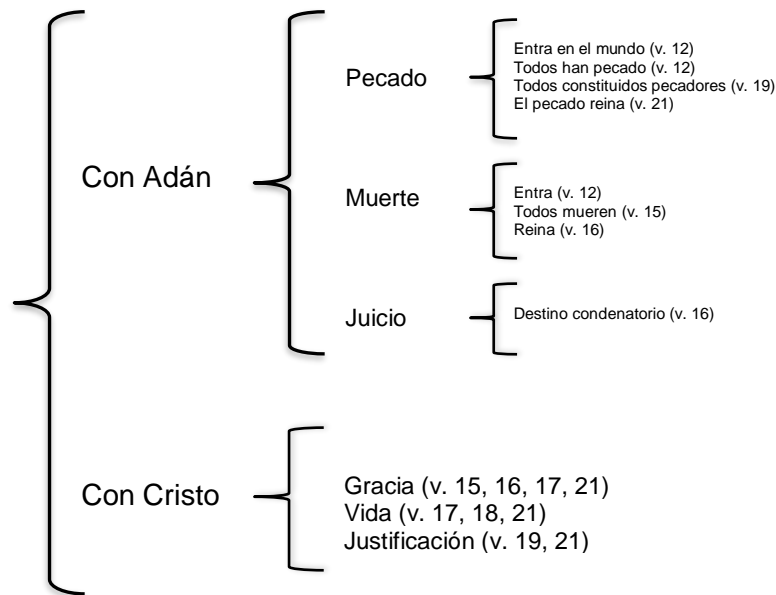 Con Adán
Pecado
Entra en el mundo (v. 12)
Todos han pecado (v. 12)
Todos constituidos pecadores (v. 19)
El pecado reina (v. 21)
Muerte
Entra (v. 12)
Todos mueren (v. 15)
Reina (v. 16)
Juicio
Destino condenatorio (v. 16)
Con Cristo
Gracia (v. 15, 16, 17, 21)
Vida (v. 17, 18, 21)
Justificación (v. 19, 21)